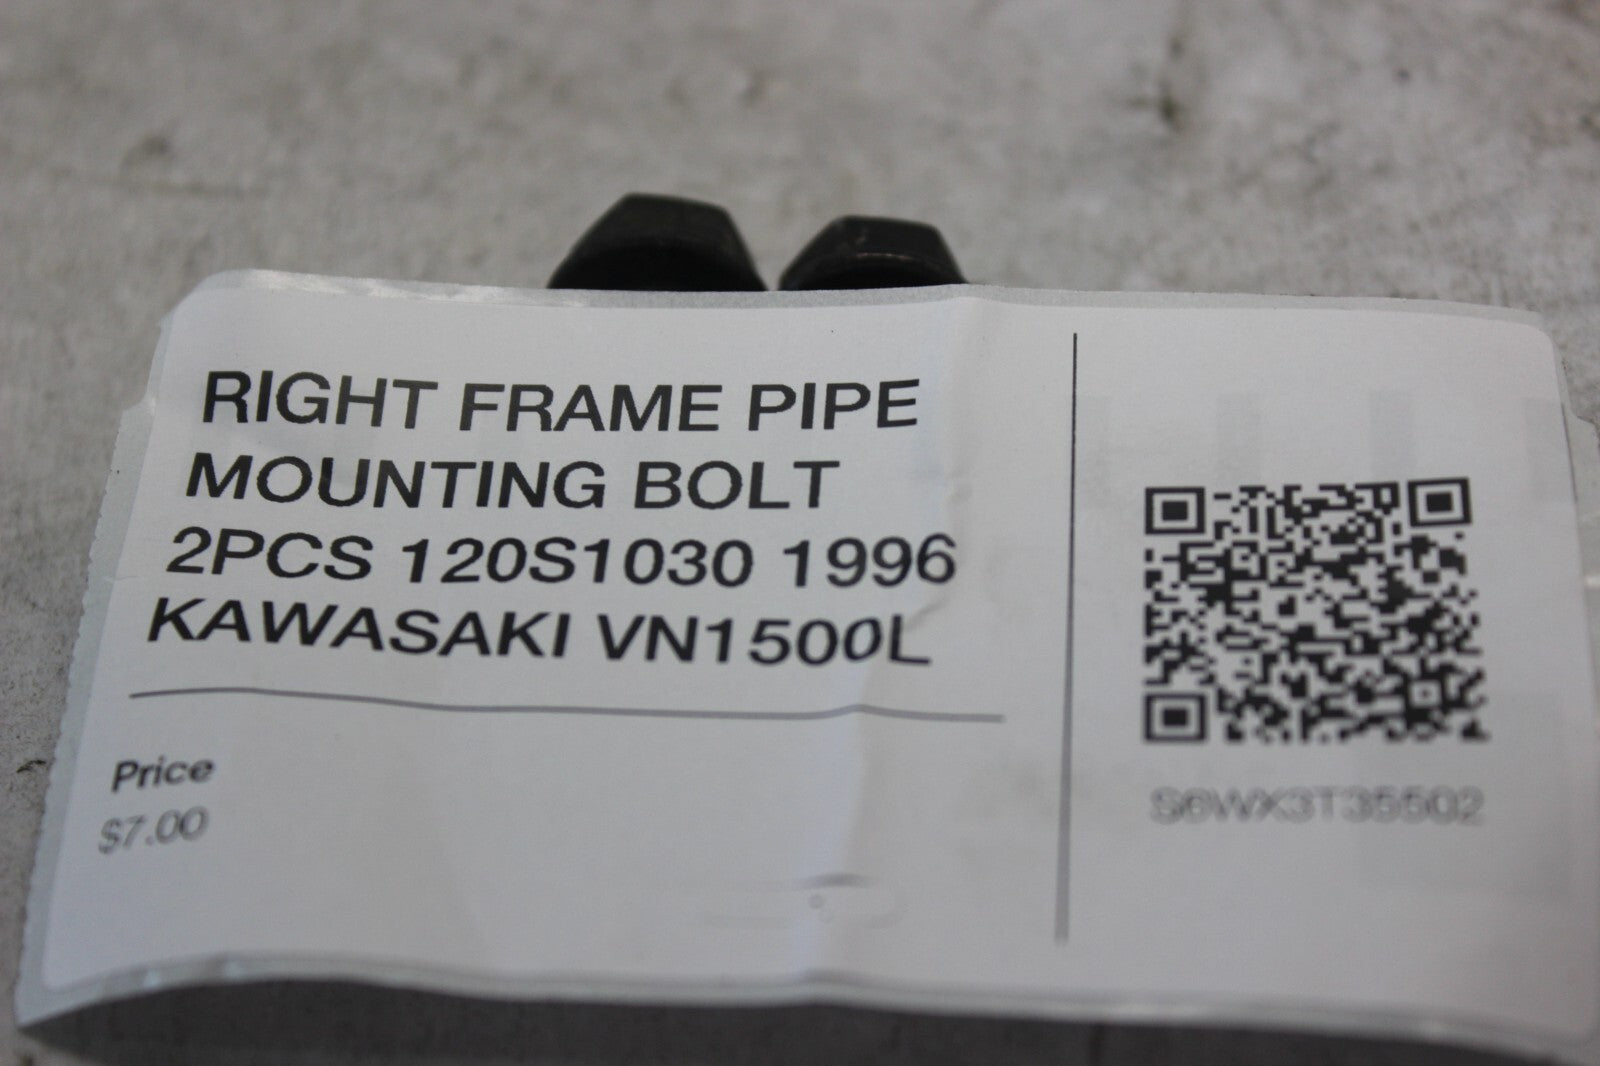 RIGHT FRAME PIPE
MOUNTING BOLT
2PCS 120S1030 1996
KAWASAKI VN1500L
Price
$7.00
S6WX3T35502